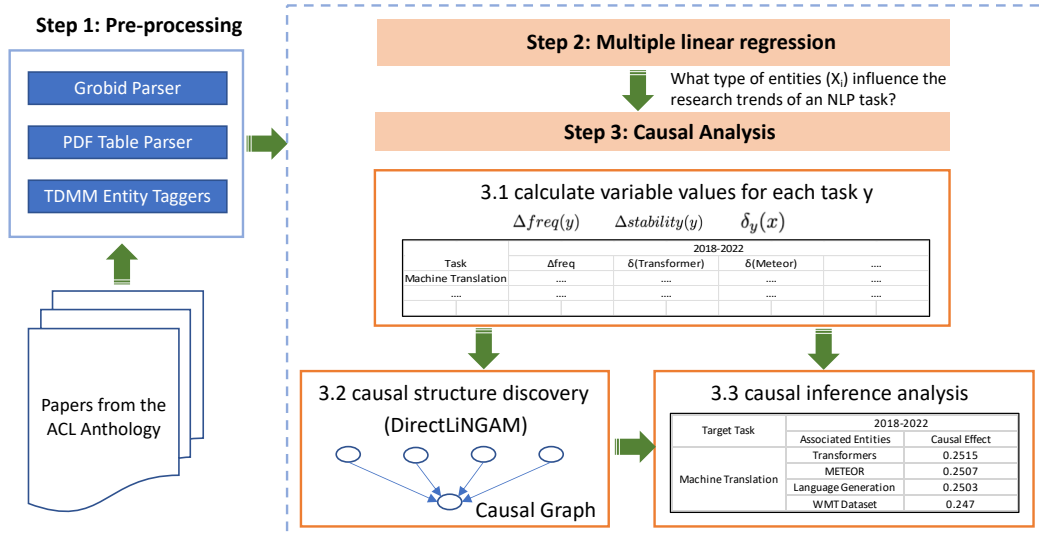 Step 1: Pre-processing
Grobid Parser
PDF Table Parser
TDMM Entity Taggers
Papers from the
ACL Anthology
Step 2: Multiple linear regression
What type of entities (Xᵢ) influence the
research trends of an NLP task?
Step 3: Causal Analysis
3.1 calculate variable values for each task y
Δfreq(y) Δstability(y) δᵧ(x)
2018-2022
Task Δfreq δ(Transformer) δ(Meteor) ....
Machine Translation .... .... .... ....
.... .... .... .... ....
3.2 causal structure discovery
(DirectLiNGAM)
Causal Graph
3.3 causal inference analysis
Target Task 2018-2022
Associated Entities Causal Effect
Machine Translation
Transformers 0.2515
METEOR 0.2507
Language Generation 0.2503
WMT Dataset 0.247